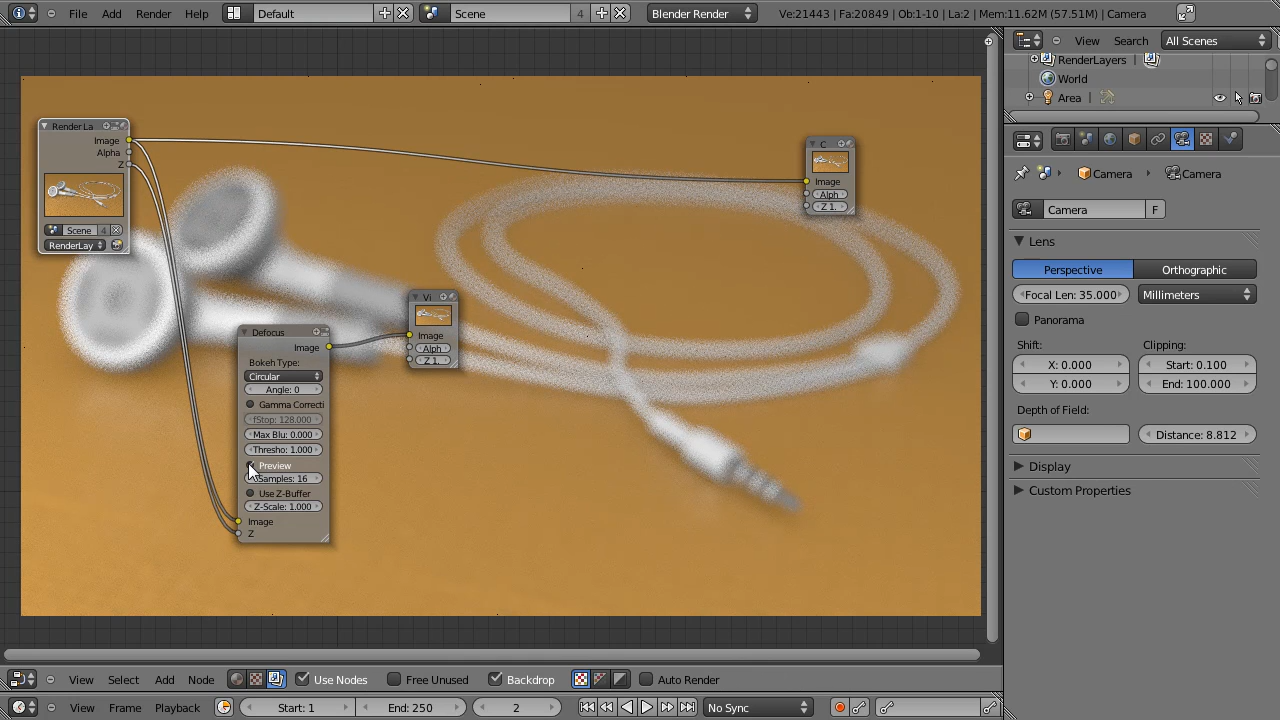 File Add Render Help Default Scene 4 Blender Render Ve:21443 | Fa:20849 | Ob:1-10 | La:2 | Mem:11.62M (57.51M) | Camera
View Search All Scenes
RenderLayers |
World
Area |
Camera Camera
Camera F
Lens
Perspective Orthographic
Focal Len: 35.000 Millimeters
Panorama
Shift: Clipping:
X: 0.000 Start: 0.100
Y: 0.000 End: 100.000
Depth of Field:
Distance: 8.812
Display
Custom Properties
Render La
Image
Alpha
Z
Scene 4
RenderLay
C
Image
Alph
Z 1.
Vi
Image
Alph
Z 1.
Defocus
Image
Bokeh Type:
Circular
Angle: 0
Gamma Correcti
fStop: 128.000
Max Blu: 0.000
Thresho: 1.000
Preview
Samples: 16
Use Z-Buffer
Z-Scale: 1.000
Image
Z
View Select Add Node Use Nodes Free Unused Backdrop Auto Render
View Frame Playback Start: 1 End: 250 2 No Sync